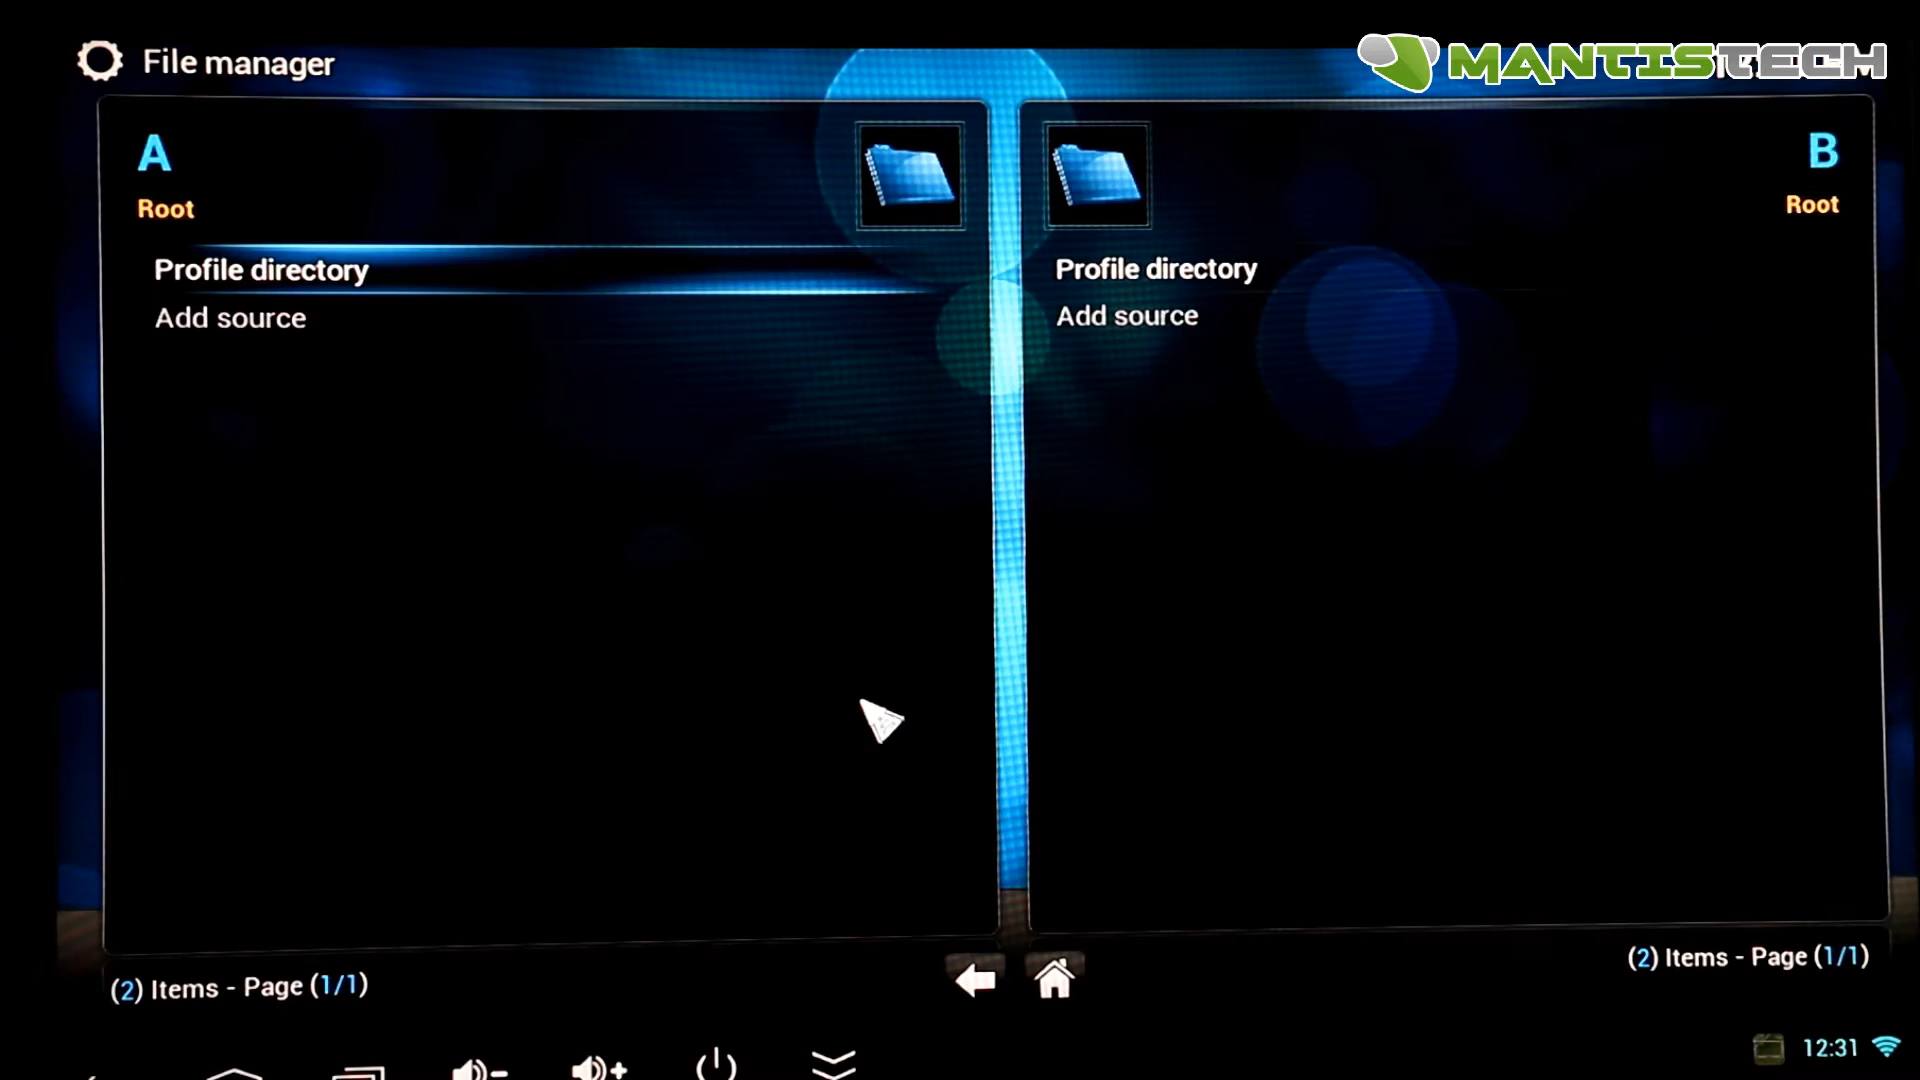 File manager
MANTISTECH
A
Root
Profile directory
Add source
B
Root
Profile directory
Add source
(2) Items - Page (1/1)
(2) Items - Page (1/1)
12:31